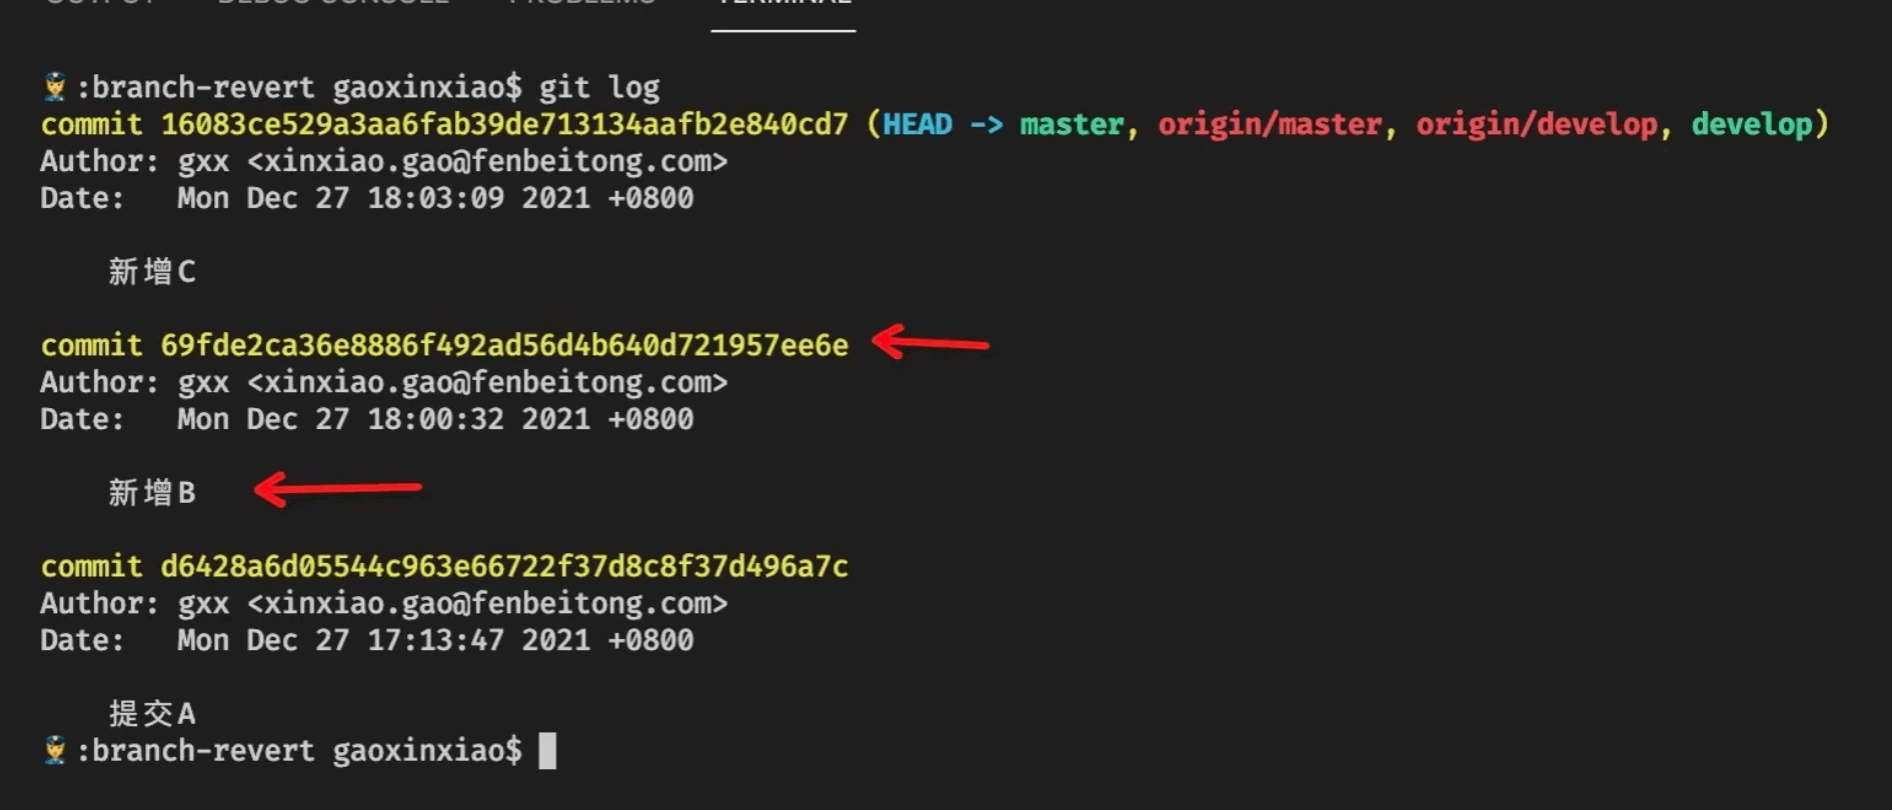 OUTPUT DEBUG CONSOLE PROBLEMS TERMINAL
:branch-revert gaoxinxiao$ git log
commit 16083ce529a3aa6fab39de713134aafb2e840cd7 (HEAD -> master, origin/master, origin/develop, develop)
Author: gxx <xinxiao.gao@fenbeitong.com>
Date:   Mon Dec 27 18:03:09 2021 +0800
新增C
commit 69fde2ca36e8886f492ad56d4b640d721957ee6e
Author: gxx <xinxiao.gao@fenbeitong.com>
Date:   Mon Dec 27 18:00:32 2021 +0800
新增B
commit d6428a6d05544c963e66722f37d8c8f37d496a7c
Author: gxx <xinxiao.gao@fenbeitong.com>
Date:   Mon Dec 27 17:13:47 2021 +0800
提交A
:branch-revert gaoxinxiao$